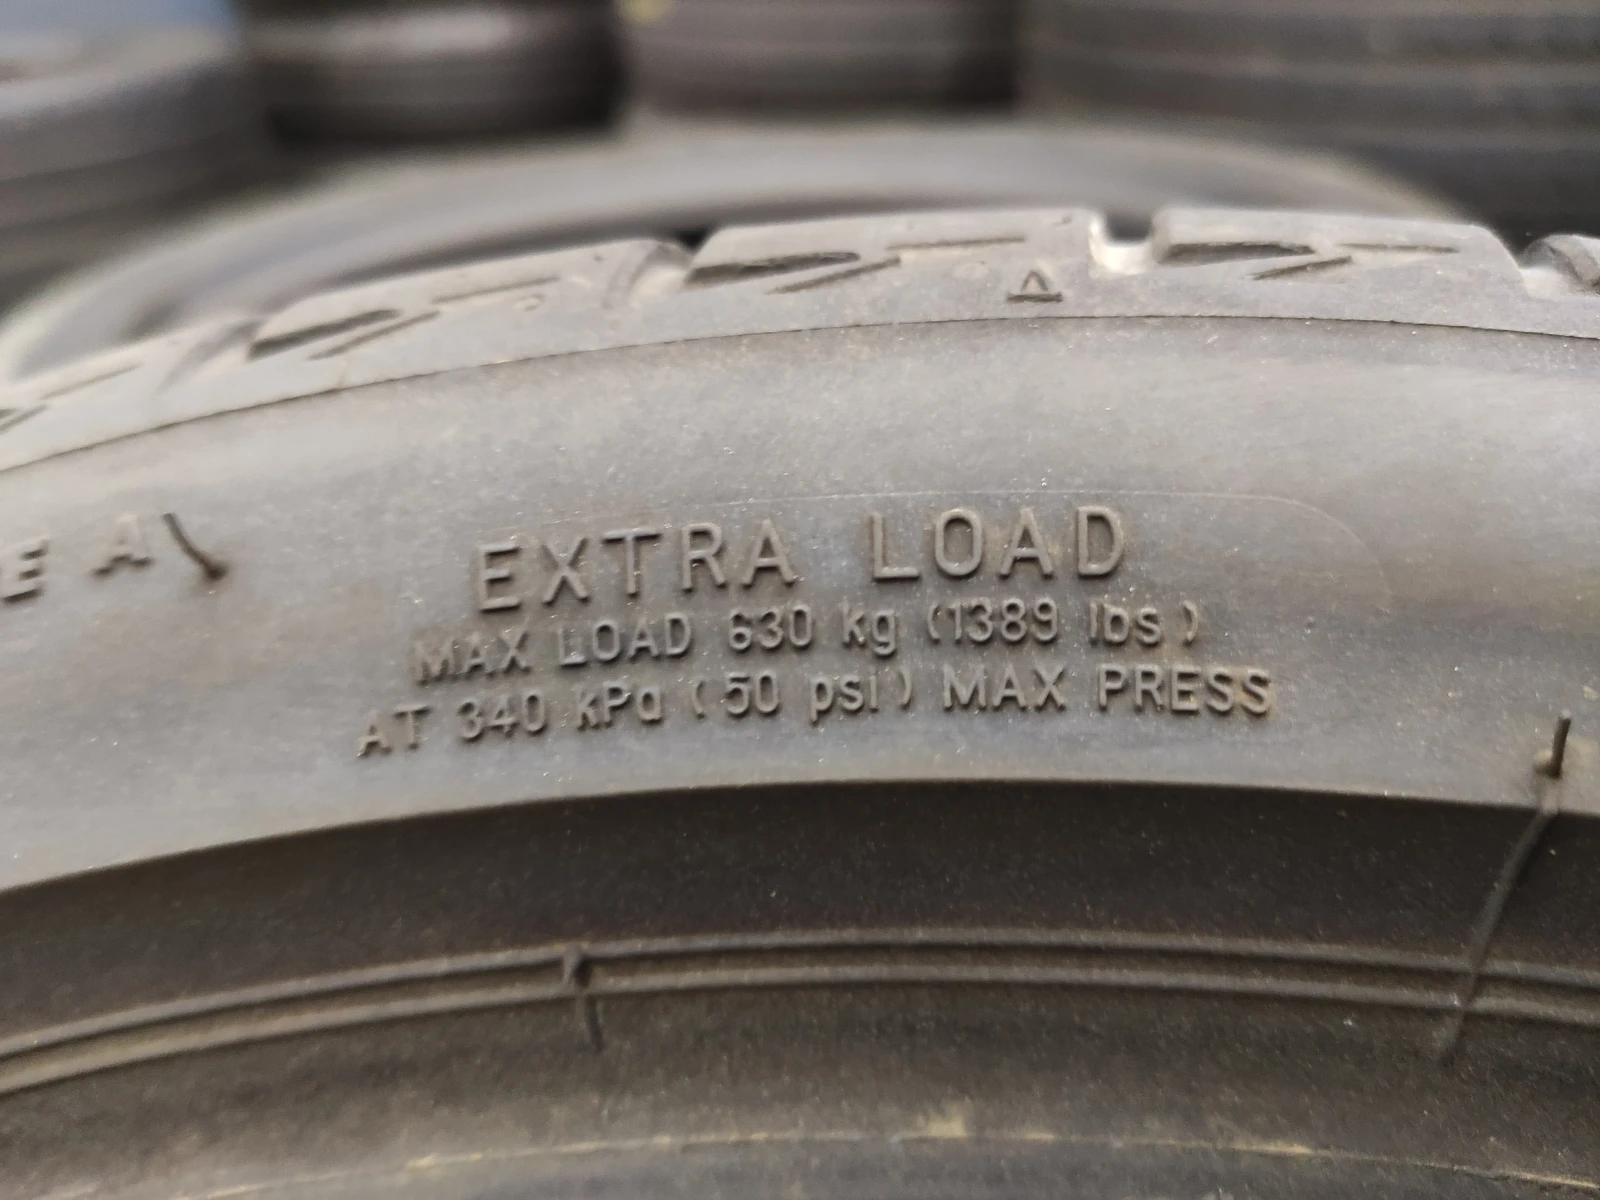 E A
EXTRA LOAD
MAX LOAD 630 kg (1389 lbs)
AT 340 kPa (50 psi) MAX PRESS